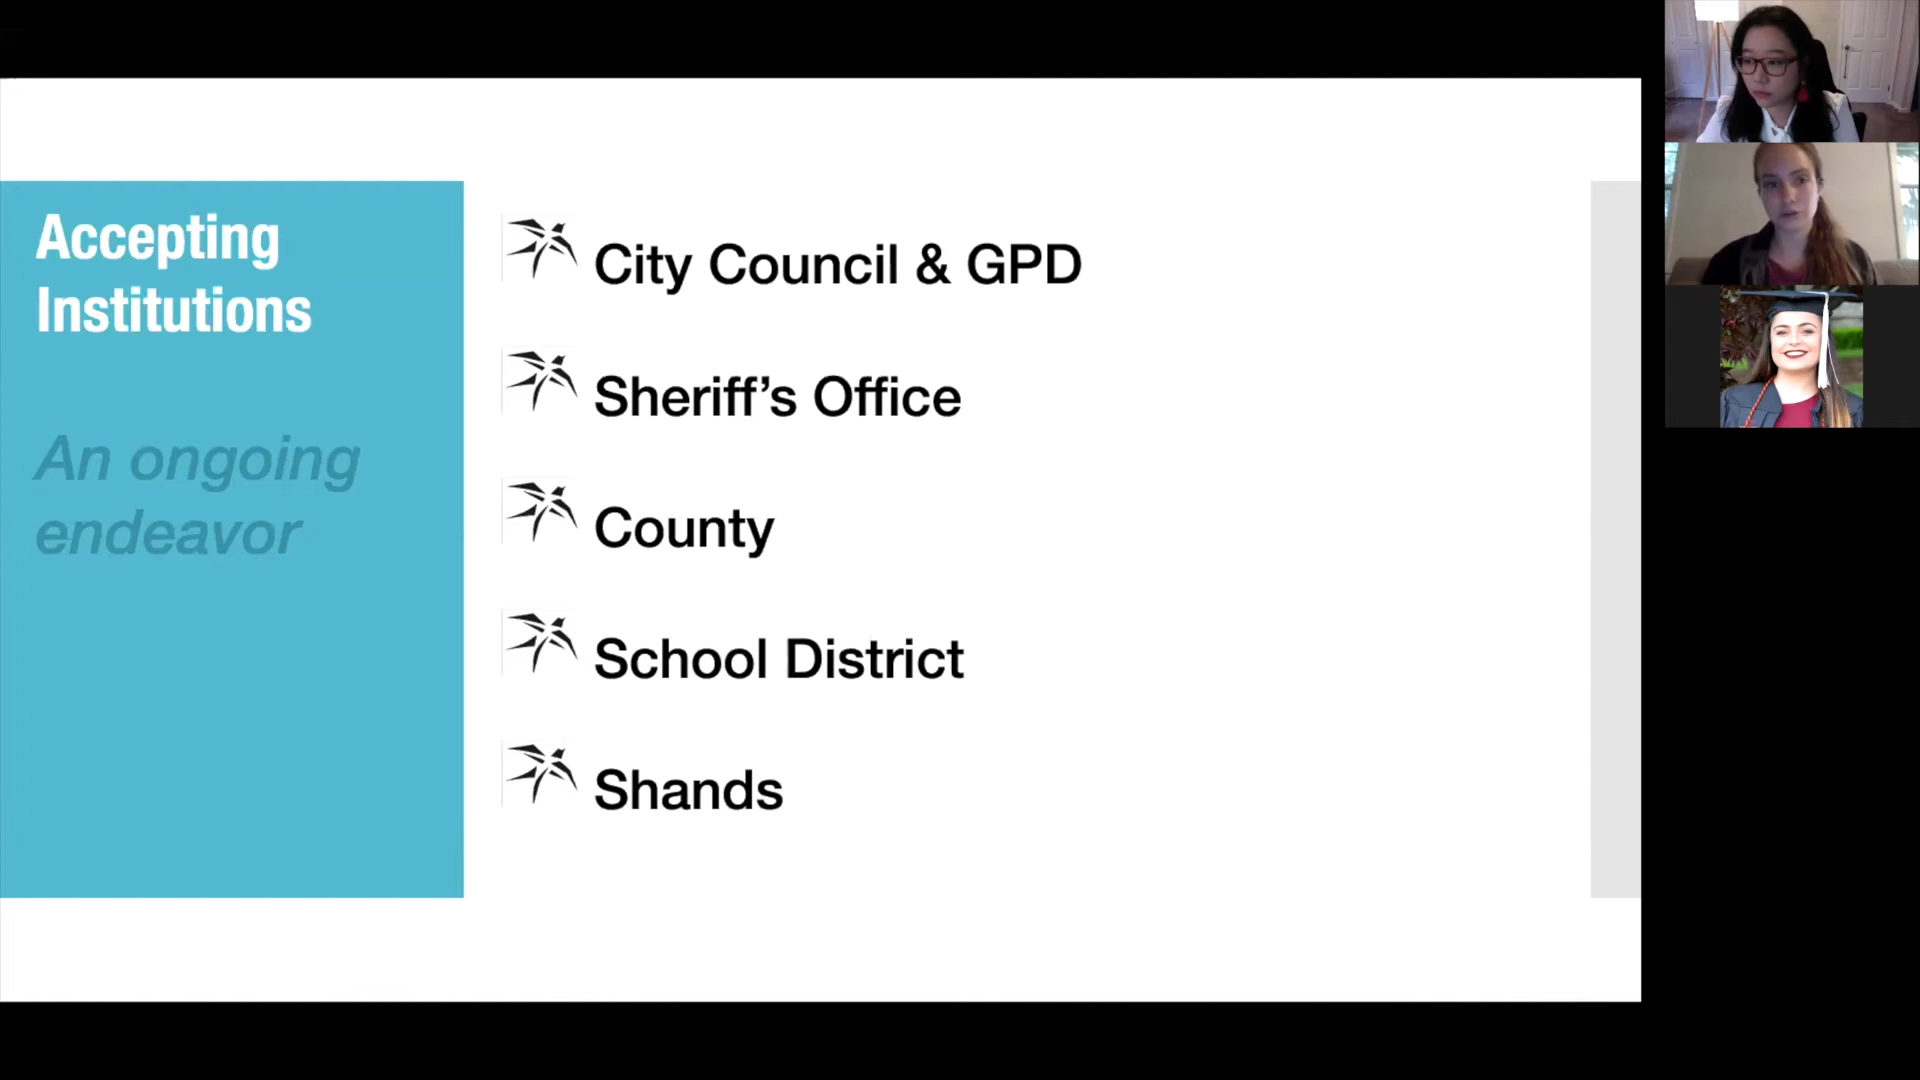 Accepting
Institutions
An ongoing
endeavor
City Council & GPD
Sheriff’s Office
County
School District
Shands